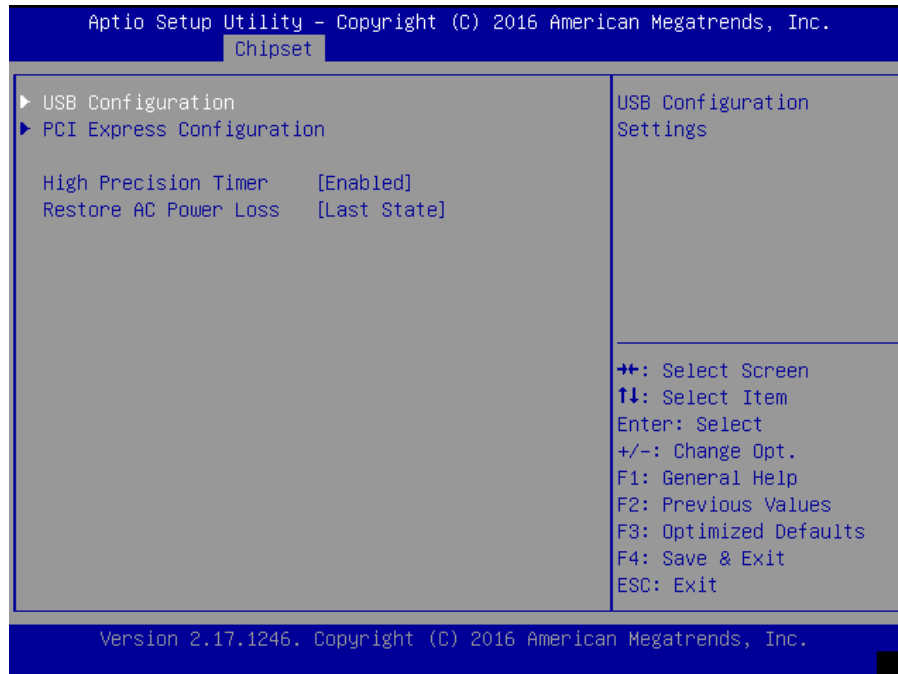 Aptio Setup Utility – Copyright (C) 2016 American Megatrends, Inc.
Chipset
▶ USB Configuration
▶ PCI Express Configuration
High Precision Timer [Enabled]
Restore AC Power Loss [Last State]
USB Configuration
Settings
→←: Select Screen
↑↓: Select Item
Enter: Select
+/-: Change Opt.
F1: General Help
F2: Previous Values
F3: Optimized Defaults
F4: Save & Exit
ESC: Exit
Version 2.17.1246. Copyright (C) 2016 American Megatrends, Inc.